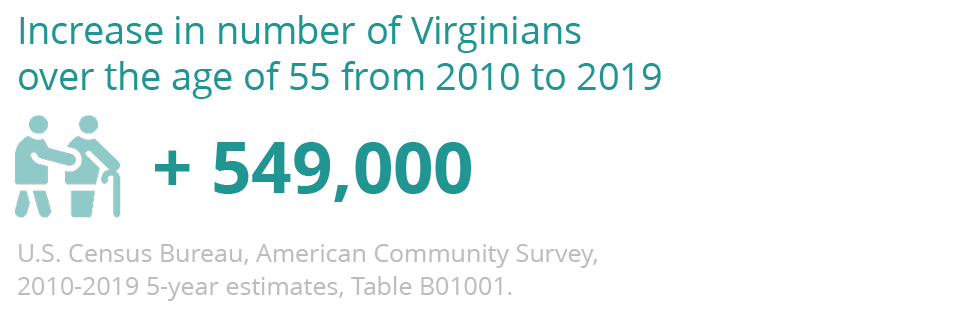 Increase in number of Virginians
over the age of 55 from 2010 to 2019
+ 549,000
U.S. Census Bureau, American Community Survey,
2010-2019 5-year estimates, Table B01001.